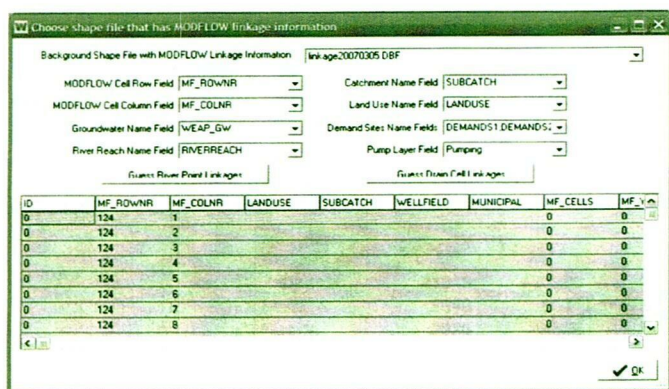 W Choose shape file that has MODFLOW linkage information
Background Shape File with MODFLOW Linkage Information linkage20070305.DBF
MODFLOW Cell Row Field MF_ROWNR Catchment Name Field SUBCATCH
MODFLOW Cell Column Field MF_COLNR Land Use Name Field LANDUSE
Groundwater Name Field WEAP_GW Demand Sites Name Fields DEMANDS1,DEMANDS2
River Reach Name Field RIVERREACH Pump Layer Field Pumping
Guess River Point Linkages Guess Drain Cell Linkages
ID MF_ROWNR MF_COLNR LANDUSE SUBCATCH WELLFIELD MUNICIPAL MF_CELLS
0 124 1 0 0
0 124 2 0 0
0 124 3 0 0
0 124 4 0 0
0 124 5 0 0
0 124 6 0 0
0 124 7 0 0
0 124 8 0 0
OK